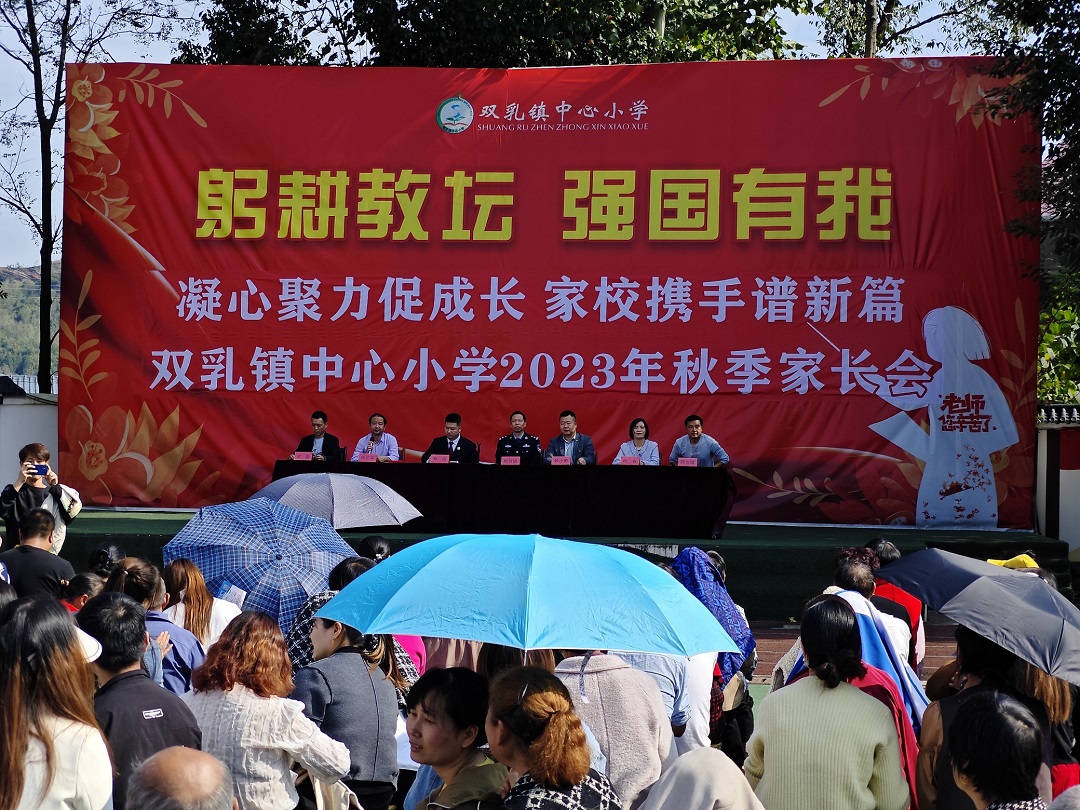 双乳镇中心小学
SHUANG RU ZHEN ZHONG XIN XIAO XUE
躬耕教坛 强国有我
凝心聚力促成长 家校携手谱新篇
双乳镇中心小学2023年秋季家长会
老师
您辛苦了